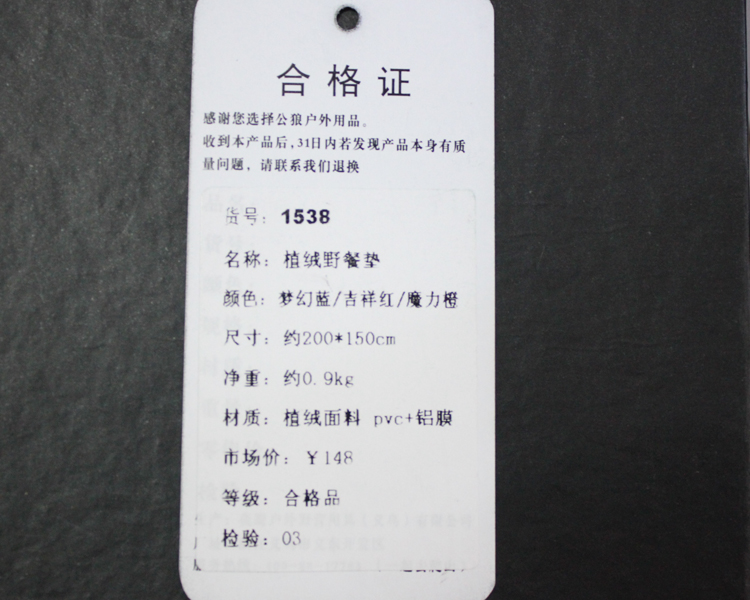 合格证
感谢您选择公狼户外用品。
收到本产品后,31日内若发现产品本身有质
量问题，请联系我们退换
货号：1538
名称：植绒野餐垫
颜色：梦幻蓝/吉祥红/魔力橙
尺寸：约200*150cm
净重：约0.9kg
材质：植绒面料 pvc+铝膜
市场价：￥148
等级：合格品
检验：03